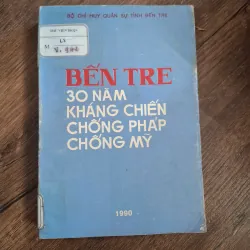 BỘ CHỈ HUY QUÂN SỰ TỈNH BẾN TRE
LV
BẾN TRE
30 NĂM
KHÁNG CHIẾN
CHỐNG PHÁP
CHỐNG MỸ
1990